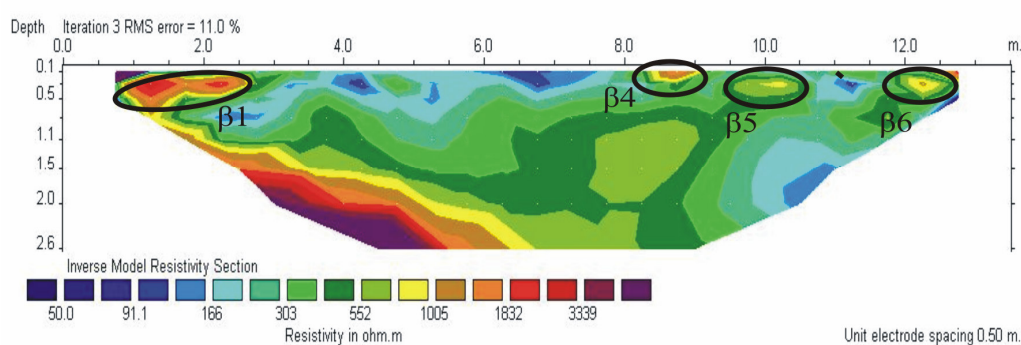 Depth Iteration 3 RMS error = 11.0 %
0.0 2.0 4.0 6.0 8.0 10.0 12.0 m.
0.1
0.5
β1 β4 β5 β6
1.1
1.5
2.0
2.6
Inverse Model Resistivity Section
50.0 91.1 166 303 552 1005 1832 3339
Resistivity in ohm.m Unit electrode spacing 0.50 m.